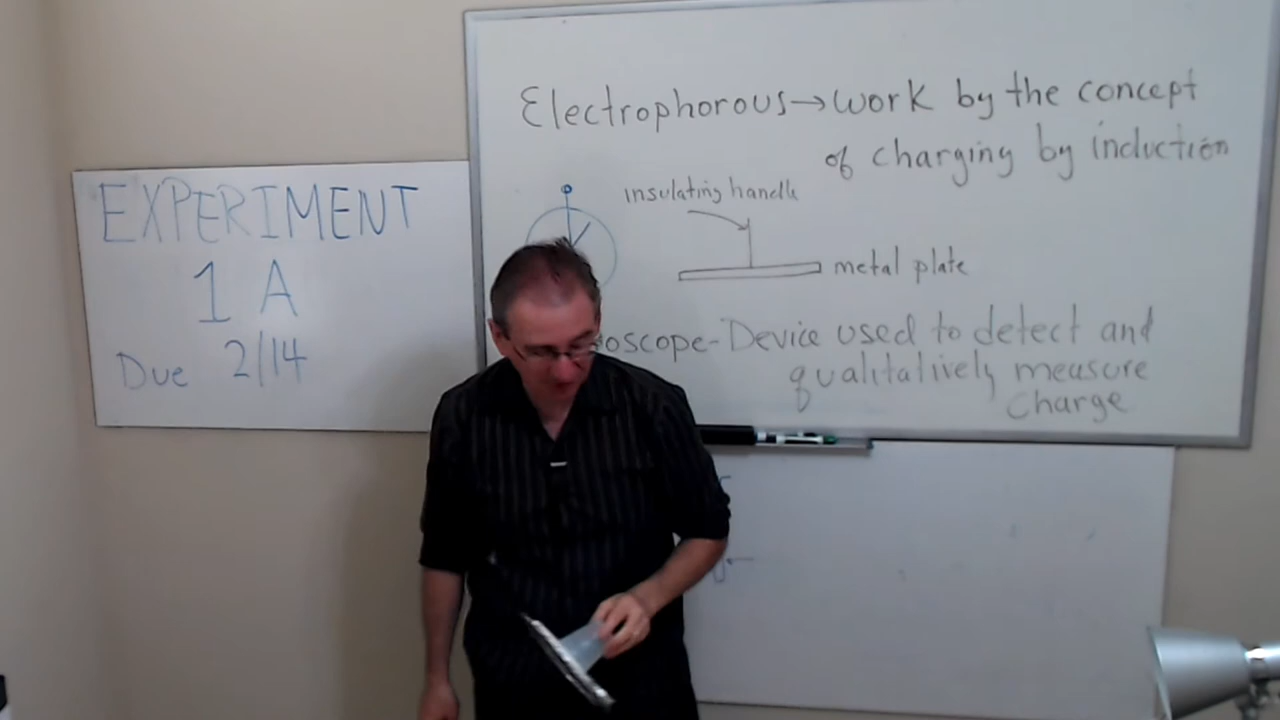 EXPERIMENT
1 A
Due 2/14
Electrophorous→work by the concept
of charging by induction
insulating handle
metal plate
oscope-Device used to detect and
qualitatively measure
charge